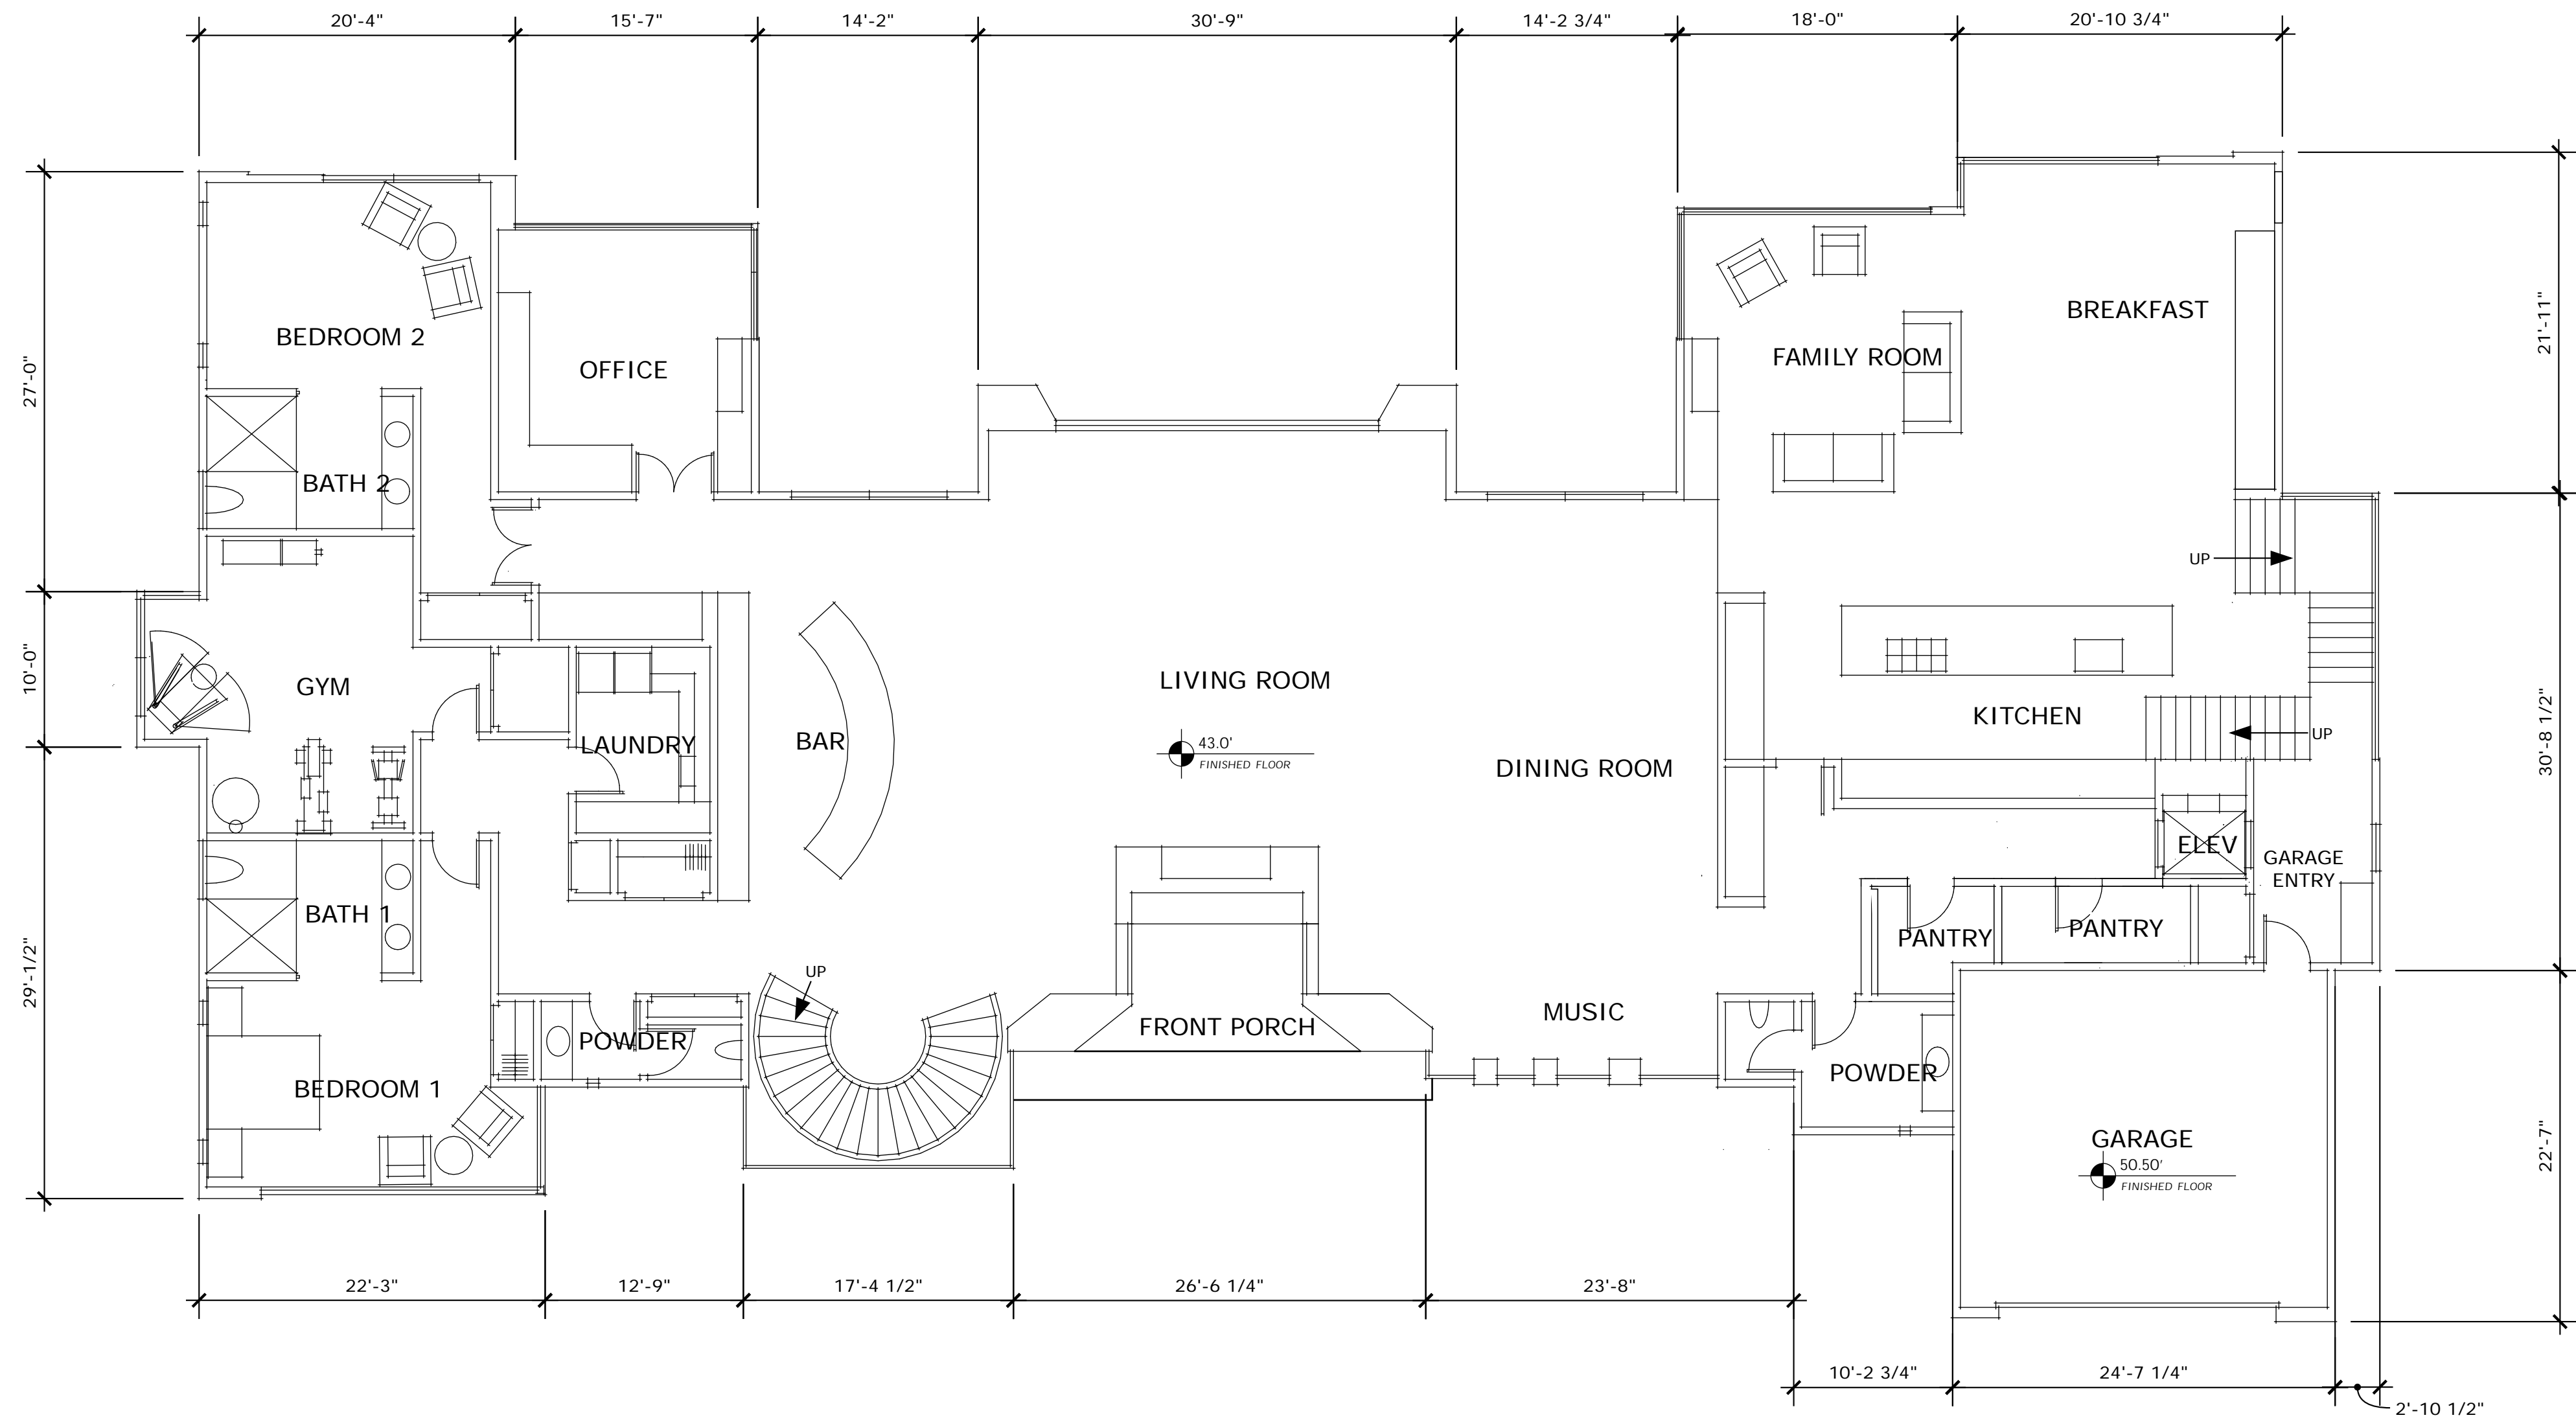 20'-4"
15'-7"
14'-2"
30'-9"
14'-2 3/4"
18'-0"
20'-10 3/4"
27'-0"
10'-0"
29'-1/2"
21'-11"
30'-8 1/2"
22'-7"
BEDROOM 2
OFFICE
FAMILY ROOM
BREAKFAST
BATH 2
UP
GYM
LAUNDRY
BAR
LIVING ROOM
43.0'
FINISHED FLOOR
DINING ROOM
KITCHEN
UP
ELEV
GARAGE
ENTRY
BATH 1
PANTRY
PANTRY
UP
POWDER
FRONT PORCH
MUSIC
BEDROOM 1
POWDER
GARAGE
50.50'
FINISHED FLOOR
22'-3"
12'-9"
17'-4 1/2"
26'-6 1/4"
23'-8"
10'-2 3/4"
24'-7 1/4"
2'-10 1/2"